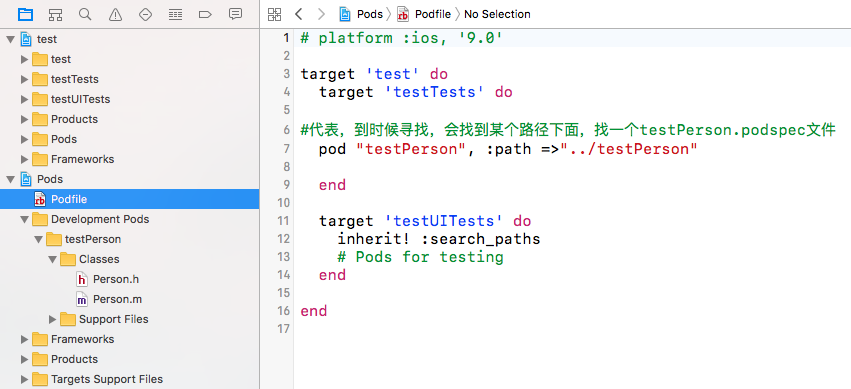 Pods
Podfile
No Selection
test
test
testTests
testUITests
Products
Pods
Frameworks
Pods
Podfile
Development Pods
testPerson
Classes
Person.h
Person.m
Support Files
Frameworks
Products
Targets Support Files
1 # platform :ios, '9.0'
2
3 target 'test' do
4 target 'testTests' do
5
6 #代表，到时候寻找，会找到某个路径下面，找一个testPerson.podspec文件
7 pod "testPerson", :path =>"../testPerson"
8
9 end
10
11 target 'testUITests' do
12 inherit! :search_paths
13 # Pods for testing
14 end
15
16 end
17